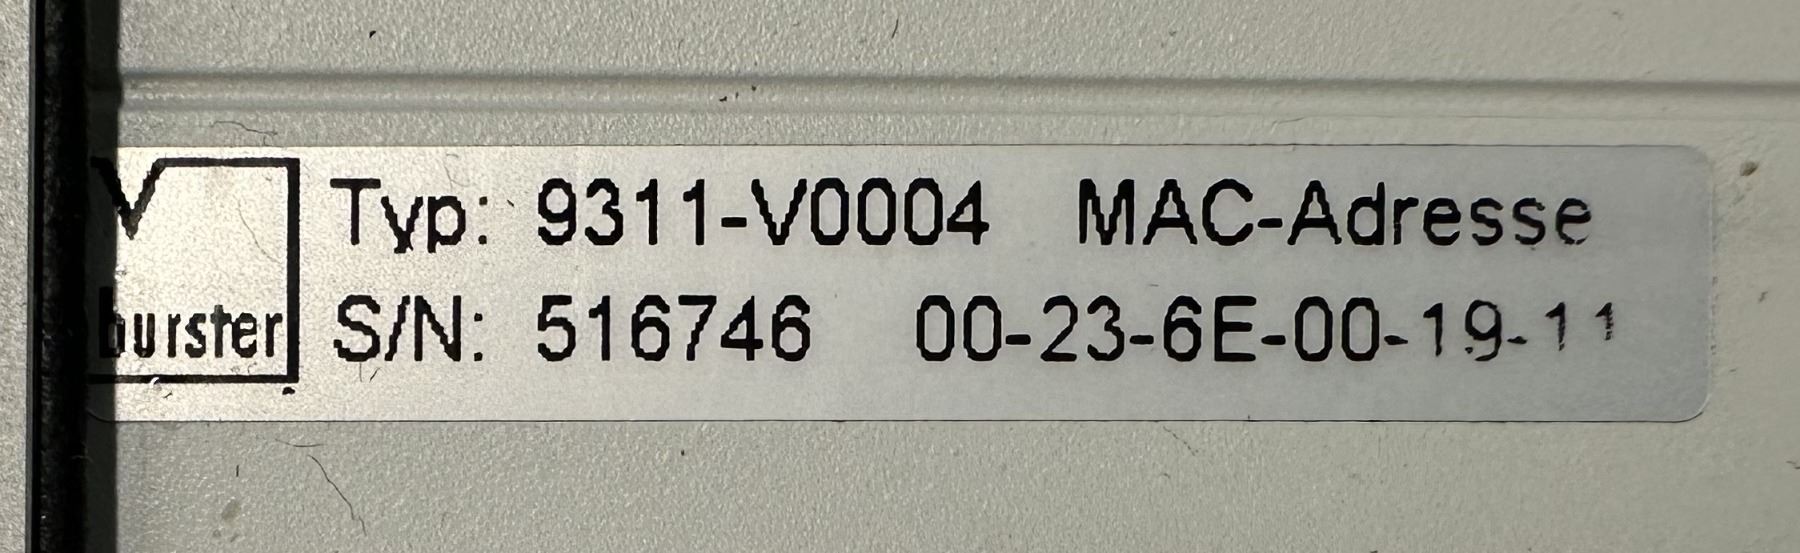 Typ: 9311-V0004 MAC-Adresse
burster S/N: 516746 00-23-6E-00-19-11